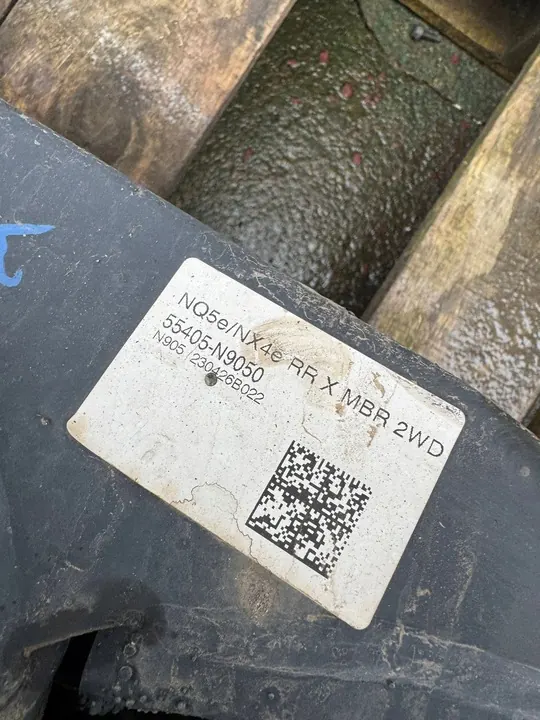 NQ5e/NX4e RR X MBR 2WD
55405-N9050
N905 230426B022